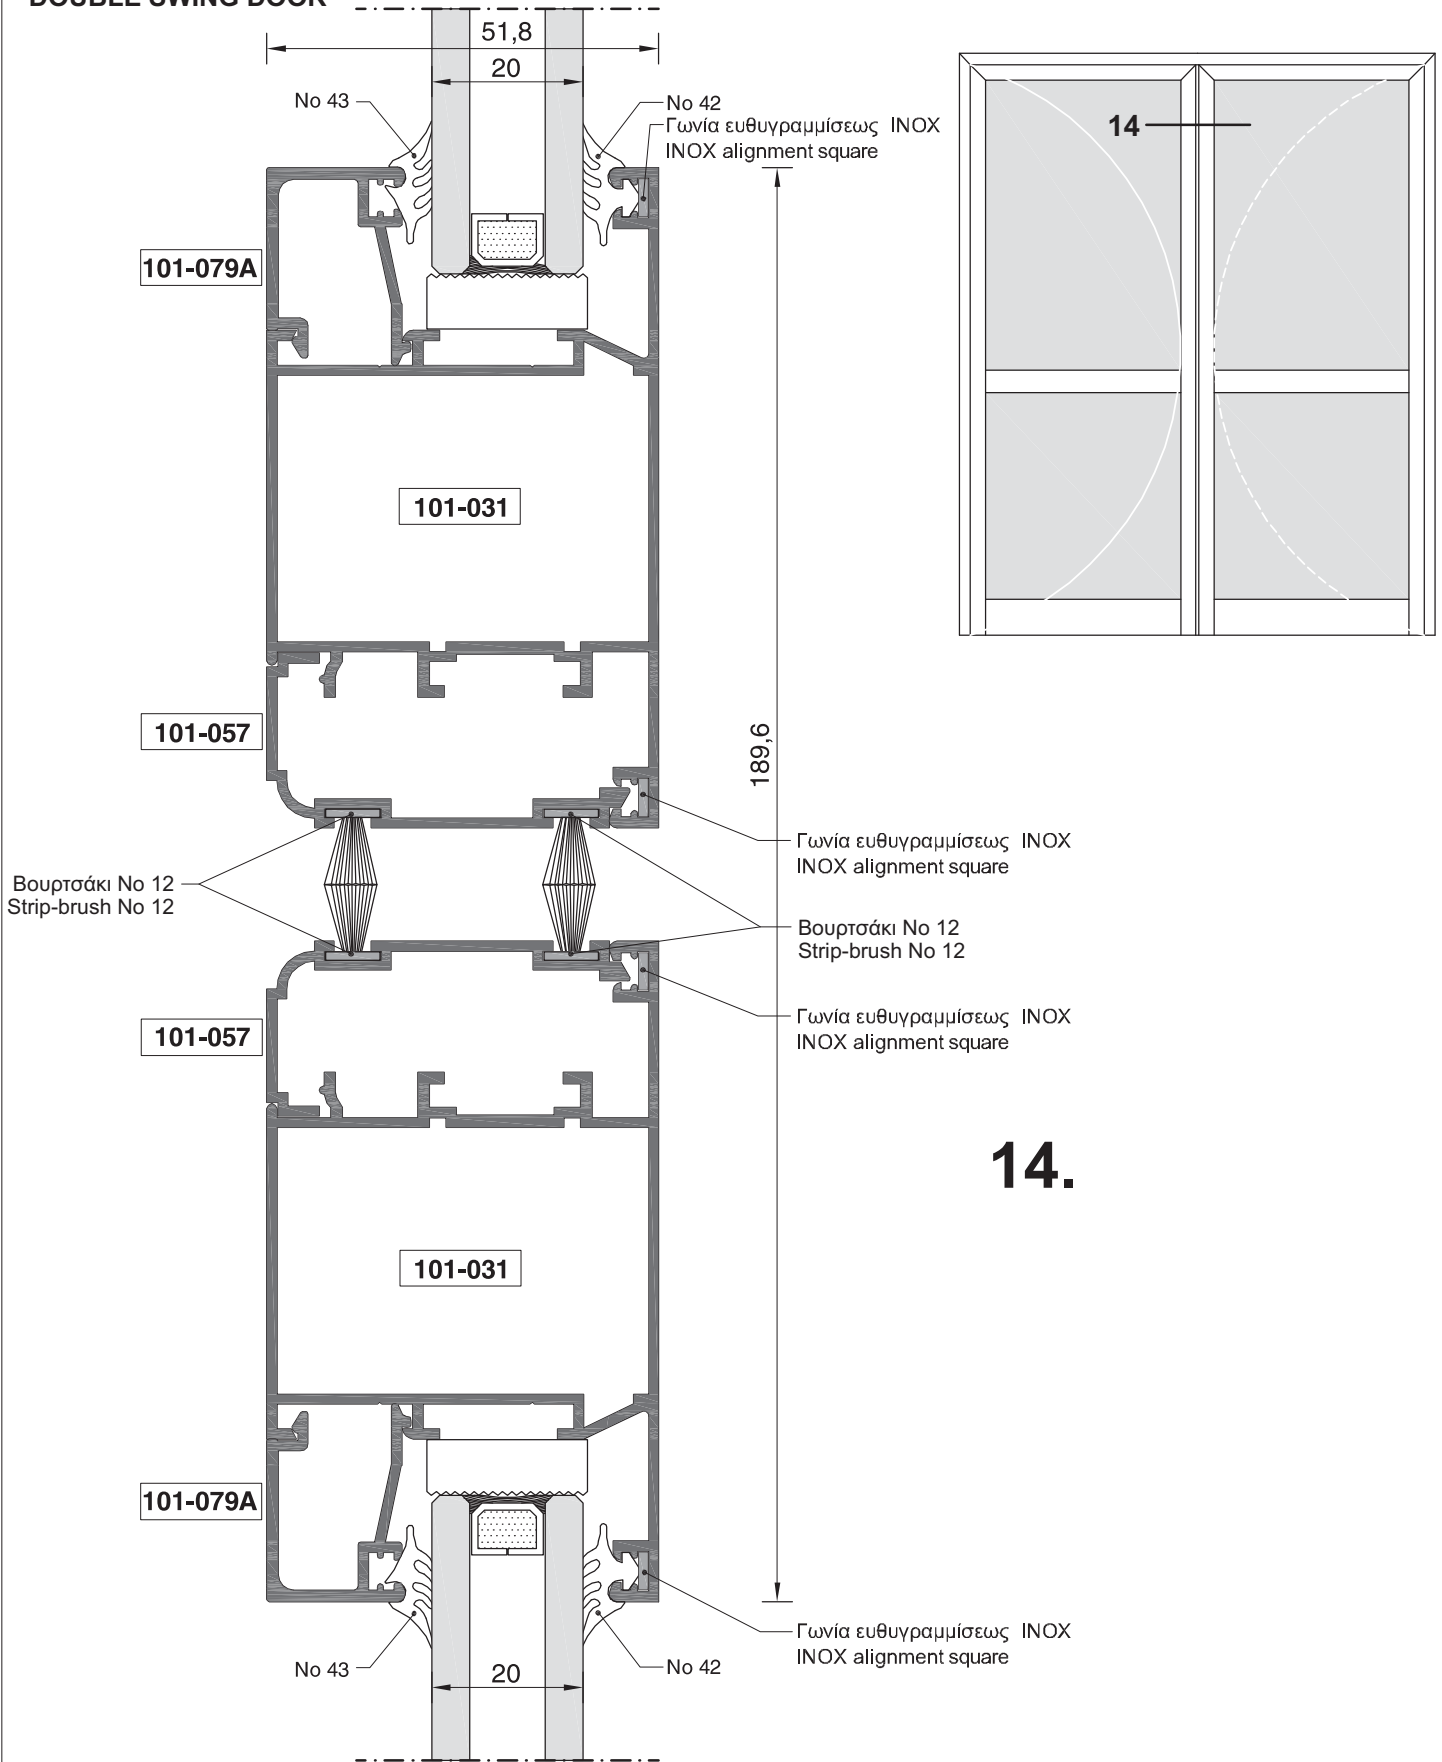 DOUBLE SWING DOOR
51,8
20
No 43
No 42
Γωνία ευθυγραμμίσεως INOX
INOX alignment square
14
101-079A
101-031
101-057
189,6
Γωνία ευθυγραμμίσεως INOX
INOX alignment square
Βουρτσάκι No 12
Strip-brush No 12
Βουρτσάκι No 12
Strip-brush No 12
Γωνία ευθυγραμμίσεως INOX
INOX alignment square
101-057
14.
101-031
101-079A
Γωνία ευθυγραμμίσεως INOX
INOX alignment square
No 43
20
No 42